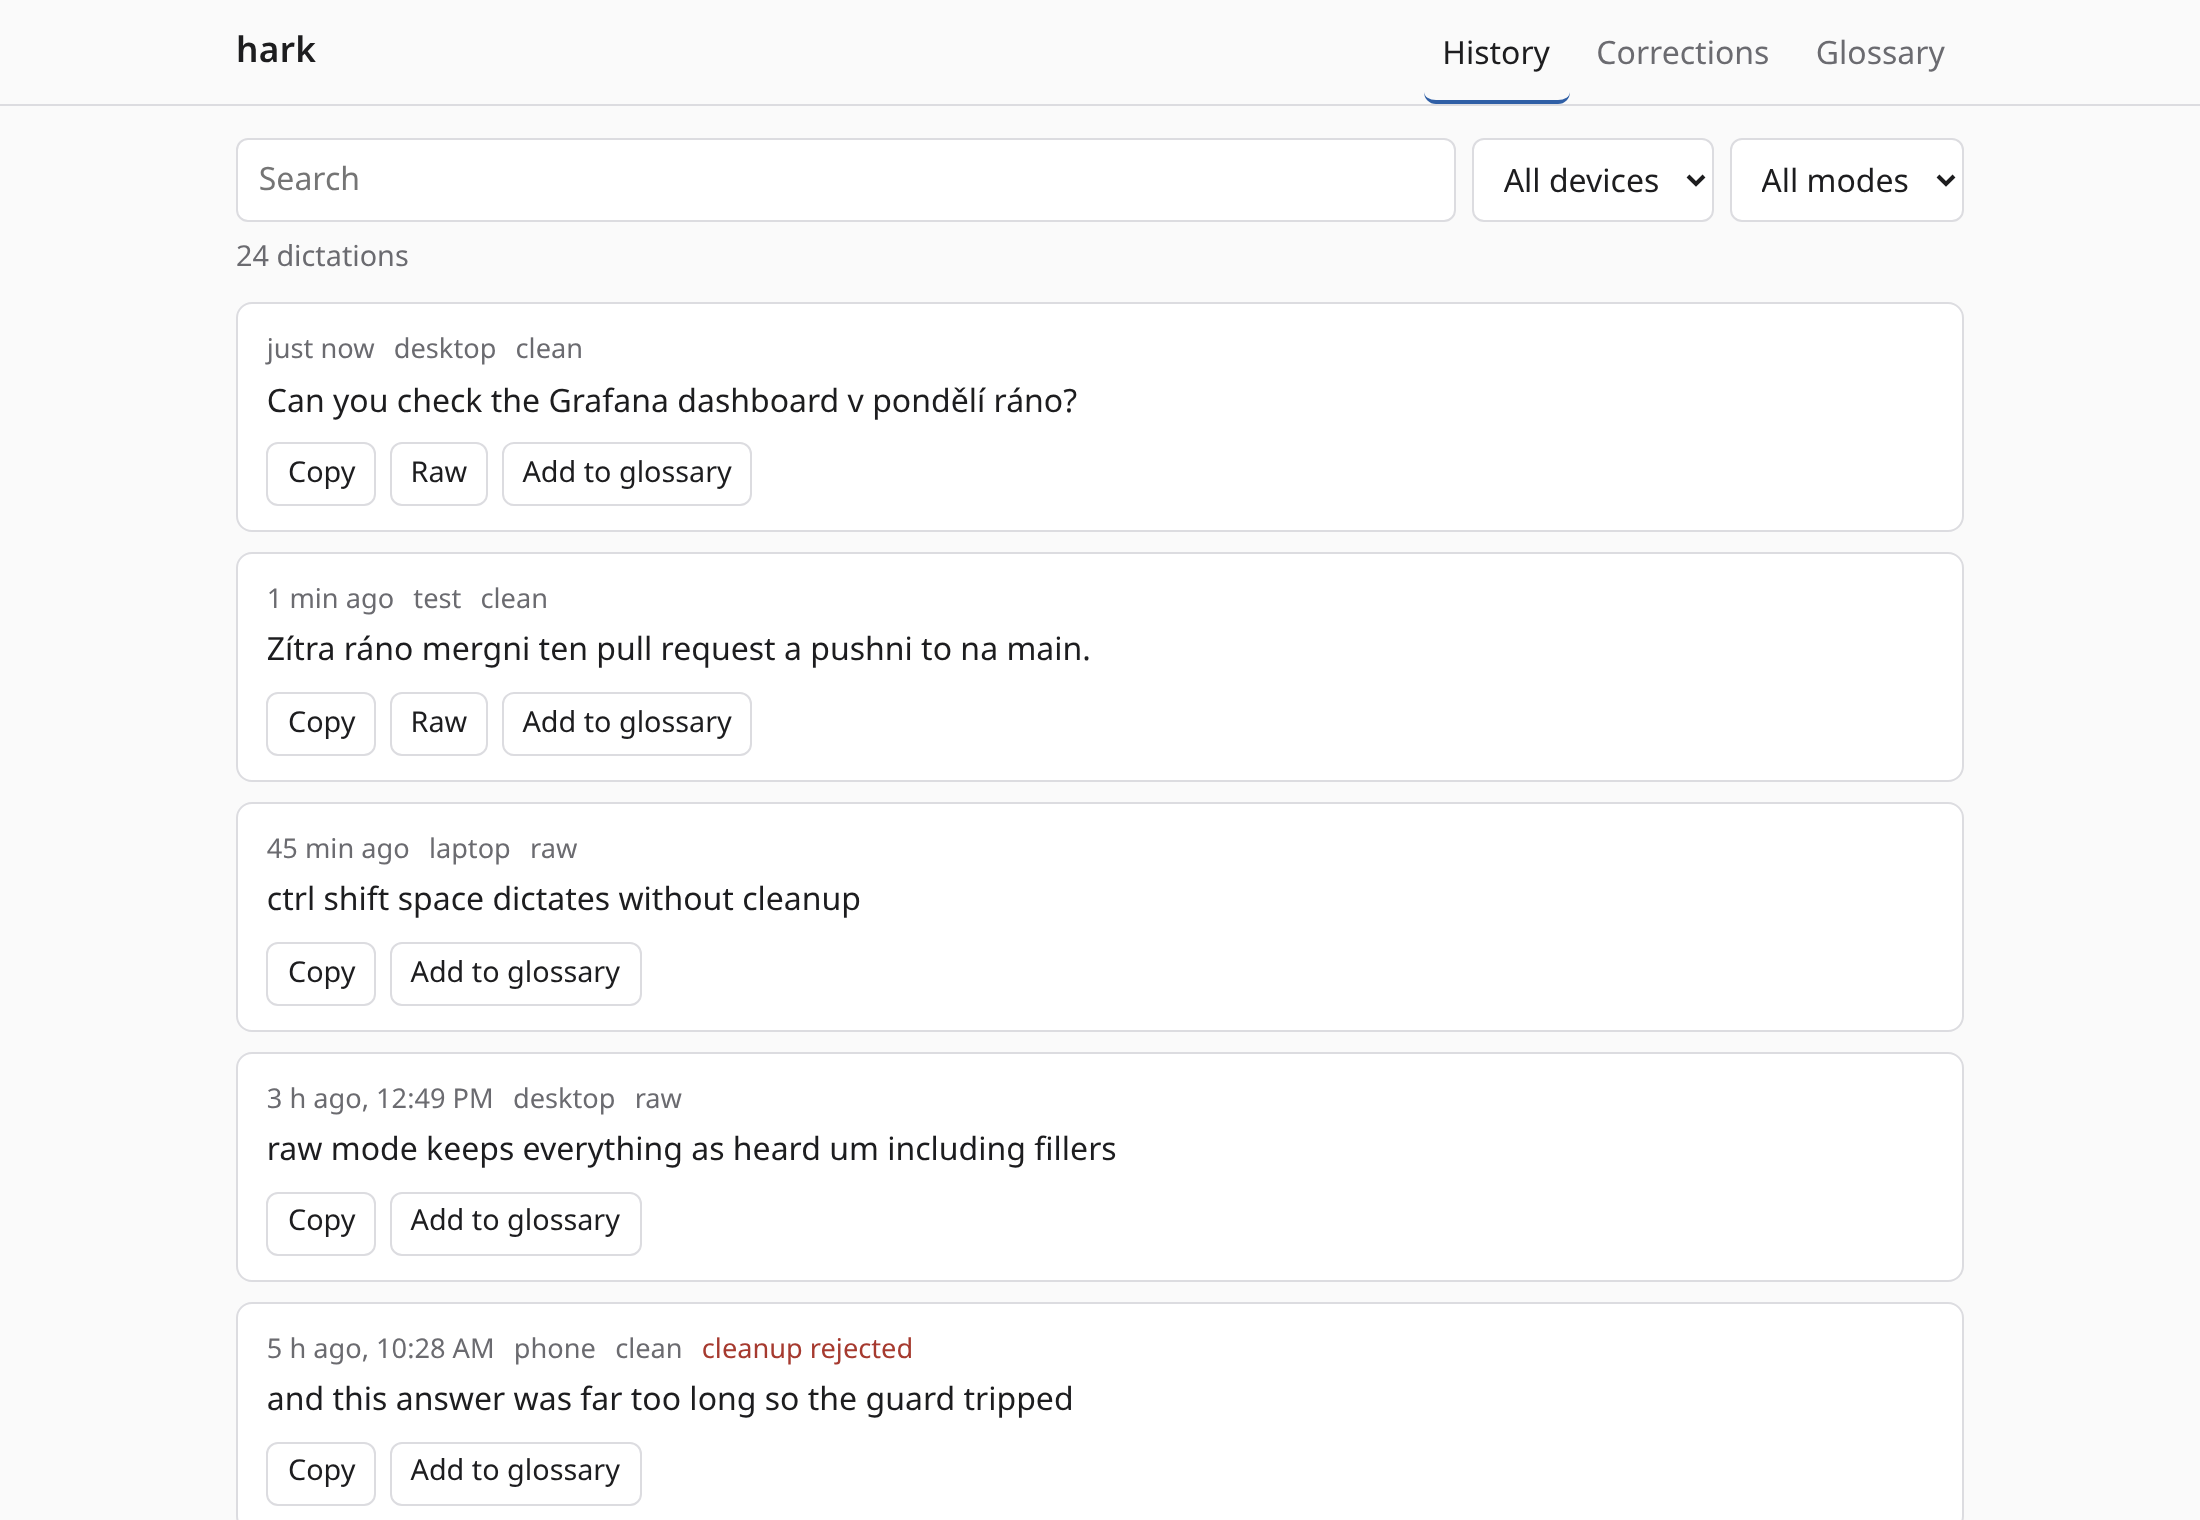 hark
History Corrections Glossary
Search
All devices All modes
24 dictations
just now desktop clean
Can you check the Grafana dashboard v pondělí ráno?
Copy Raw Add to glossary
1 min ago test clean
Zítra ráno mergni ten pull request a pushni to na main.
Copy Raw Add to glossary
45 min ago laptop raw
ctrl shift space dictates without cleanup
Copy Add to glossary
3 h ago, 12:49 PM desktop raw
raw mode keeps everything as heard um including fillers
Copy Add to glossary
5 h ago, 10:28 AM phone clean cleanup rejected
and this answer was far too long so the guard tripped
Copy Add to glossary